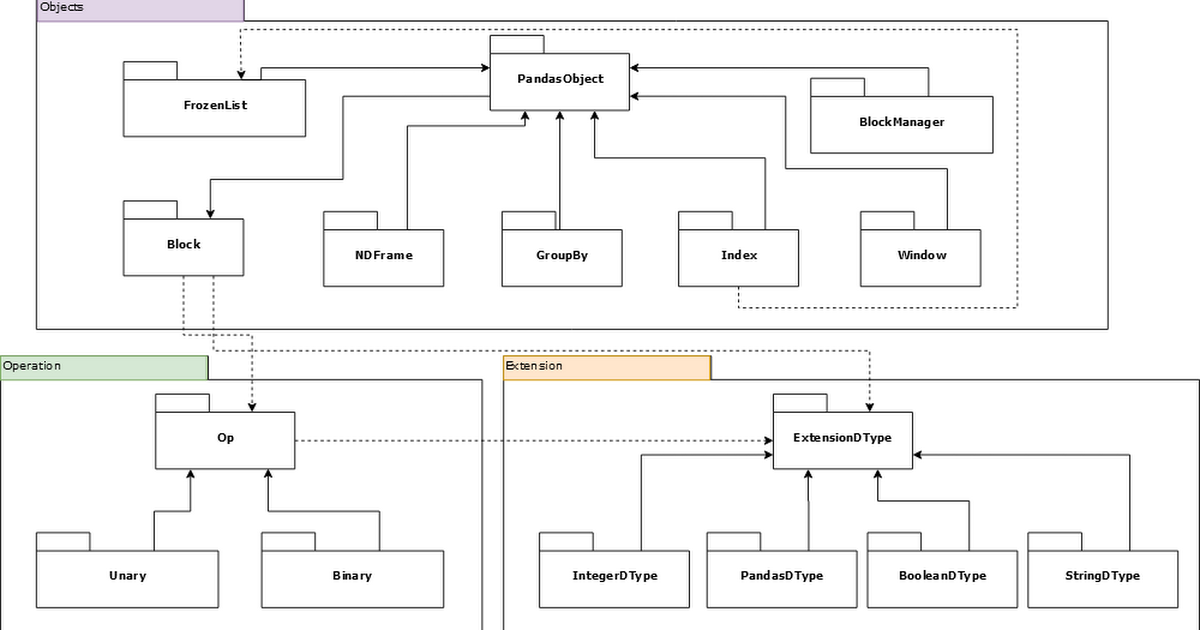 Objects
PandasObject
FrozenList
BlockManager
Block
NDFrame
GroupBy
Index
Window
Operation
Extension
Op
ExtensionDType
Unary
Binary
IntegerDType
PandasDType
BooleanDType
StringDType